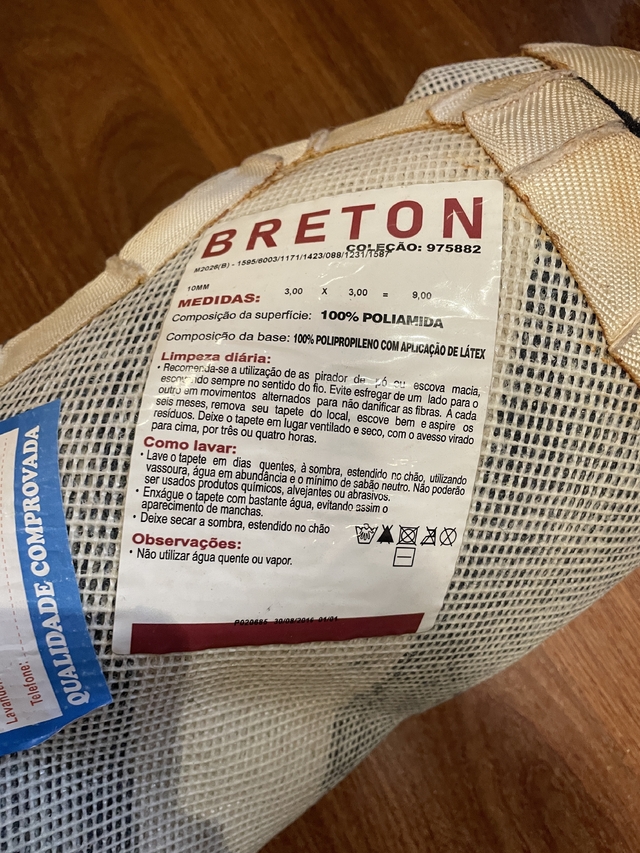 BRETON
COLEÇÃO: 975882
M2026(B) - 1595/6003/1171/1423/088/1231/1587
10MM
MEDIDAS: 3,00 X 3,00 = 9,00
Composição da superfície: 100% POLIAMIDA
Composição da base: 100% POLIPROPILENO COM APLICAÇÃO DE LÁTEX
Limpeza diária:
• Recomenda-se a utilização de as pirador de pó ou escova macia,
escovando sempre no sentido do fio. Evite esfregar de um lado para o
outro em movimentos alternados para não danificar as fibras. A cada
seis meses, remova seu tapete do local, escove bem e aspire os
resíduos. Deixe o tapete em lugar ventilado e seco, com o avesso virado
para cima, por três ou quatro horas.
Como lavar:
• Lave o tapete em dias quentes, à sombra, estendido no chão, utilizando
vassoura, água em abundância e o mínimo de sabão neutro. Não poderão
ser usados produtos químicos, alvejantes ou abrasivos.
• Enxágue o tapete com bastante água, evitando assim o
aparecimento de manchas.
• Deixe secar a sombra, estendido no chão
Observações:
• Não utilizar água quente ou vapor.
P020685 30/08/2016 01/01
QUALIDADE COMPROVADA
Telefone: